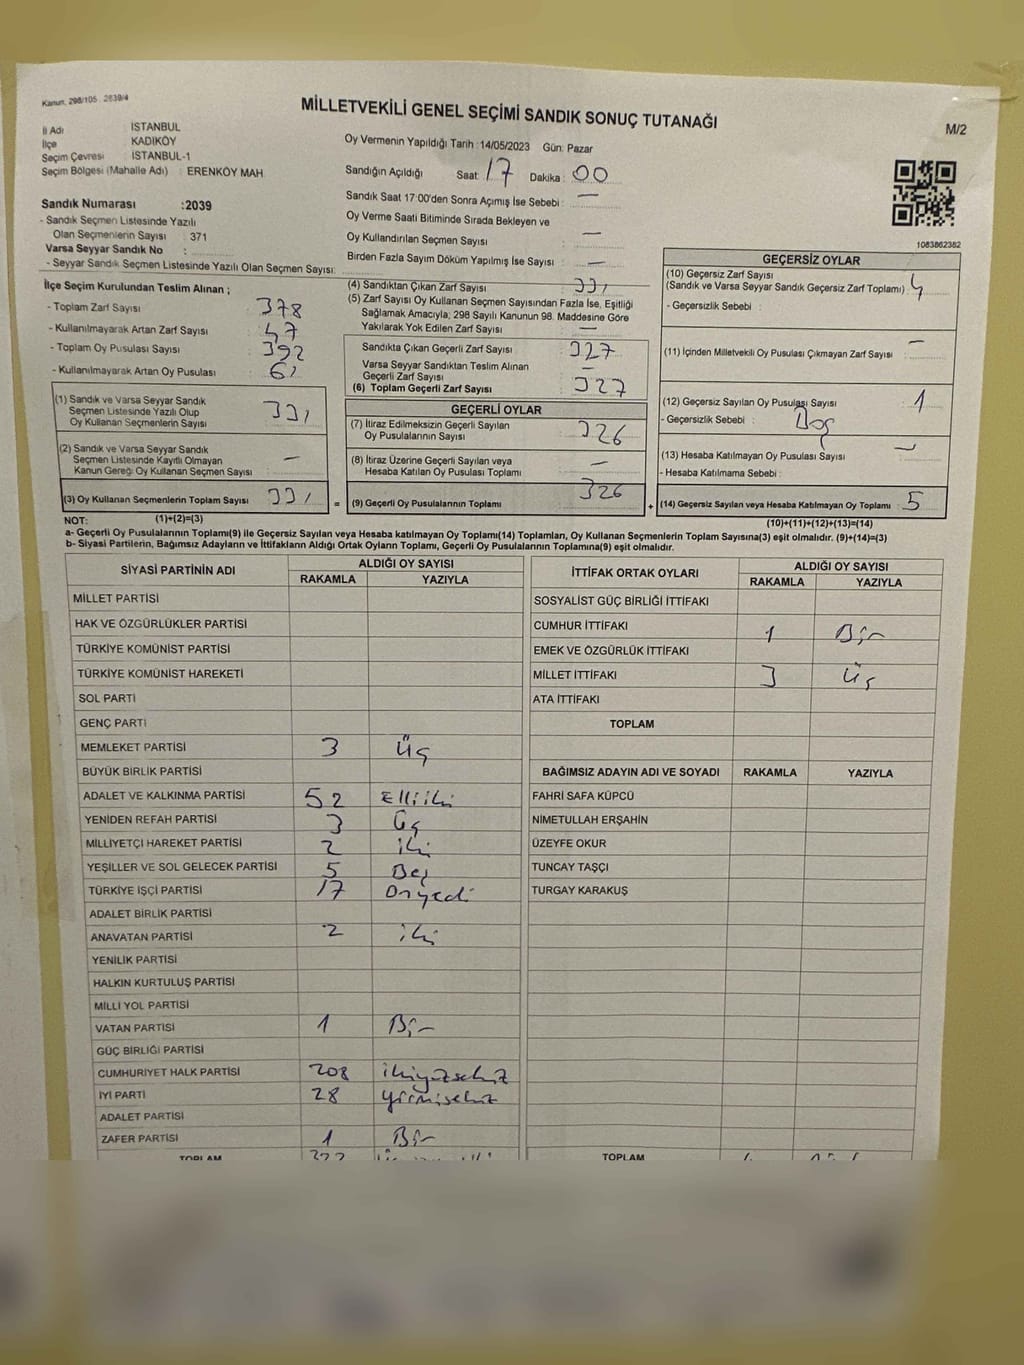 Kanun: 298/105 . 2839/4
MİLLETVEKİLİ GENEL SEÇİMİ SANDIK SONUÇ TUTANAĞI
M/2
İl Adı İSTANBUL
İlçe KADIKÖY
Seçim Çevresi İSTANBUL-1
Seçim Bölgesi (Mahalle Adı) : ERENKÖY MAH
Sandık Numarası :2039
- Sandık Seçmen Listesinde Yazılı
Olan Seçmenlerin Sayısı : 371
Varsa Seyyar Sandık No :
- Seyyar Sandık Seçmen Listesinde Yazılı Olan Seçmen Sayısı:
Oy Vermenin Yapıldığı Tarih :14/05/2023 Gün: Pazar
Sandığın Açıldığı Saat: 17 Dakika : 00
Sandık Saat 17:00'den Sonra Açımış İse Sebebi : —
Oy Verme Saati Bitiminde Sırada Bekleyen ve
Oy Kullandırılan Seçmen Sayısı : —
Birden Fazla Sayım Döküm Yapılmış İse Sayısı : —
1083862382
İlçe Seçim Kurulundan Teslim Alınan ;
- Toplam Zarf Sayısı : 378
- Kullanılmayarak Artan Zarf Sayısı : 47
- Toplam Oy Pusulası Sayısı : 392
- Kullanılmayarak Artan Oy Pusulası : 61
(1) Sandık ve Varsa Seyyar Sandık
Seçmen Listesinde Yazılı Olup
Oy Kullanan Seçmenlerin Sayısı : 331
(2) Sandık ve Varsa Seyyar Sandık
Seçmen Listesinde Kayıtlı Olmayan
Kanun Gereği Oy Kullanan Seçmen Sayısı : —
(3) Oy Kullanan Seçmenlerin Toplam Sayısı : 331
(1)+(2)=(3)
(4) Sandıktan Çıkan Zarf Sayısı : 331
(5) Zarf Sayısı Oy Kullanan Seçmen Sayısından Fazla İse, Eşitliği
Sağlamak Amacıyla, 298 Sayılı Kanunun 98. Maddesine Göre
Yakılarak Yok Edilen Zarf Sayısı : —
Sandıkta Çıkan Geçerli Zarf Sayısı : 327
Varsa Seyyar Sandıktan Teslim Alınan
Geçerli Zarf Sayısı : —
(6) Toplam Geçerli Zarf Sayısı : 327
GEÇERLİ OYLAR
(7) İtiraz Edilmeksizin Geçerli Sayılan
Oy Pusulalarının Sayısı : 326
(8) İtiraz Üzerine Geçerli Sayılan veya
Hesaba Katılan Oy Pusulası Toplamı : —
= (9) Geçerli Oy Pusulalarının Toplamı : 326
GEÇERSİZ OYLAR
(10) Geçersiz Zarf Sayısı
(Sandık ve Varsa Seyyar Sandık Geçersiz Zarf Toplamı) : 4
- Geçersizlik Sebebi :
(11) İçinden Milletvekili Oy Pusulası Çıkmayan Zarf Sayısı : —
(12) Geçersiz Sayılan Oy Pusulası Sayısı : 1
- Geçersizlik Sebebi : Boş
(13) Hesaba Katılmayan Oy Pusulası Sayısı : —
- Hesaba Katılmama Sebebi :
+ (14) Geçersiz Sayılan veya Hesaba Katılmayan Oy Toplamı : 5
(10)+(11)+(12)+(13)=(14)
NOT:
a- Geçerli Oy Pusulalarının Toplamı(9) ile Geçersiz Sayılan veya Hesaba katılmayan Oy Toplamı(14) Toplamları, Oy Kullanan Seçmenlerin Toplam Sayısına(3) eşit olmalıdır. (9)+(14)=(3)
b- Siyasi Partilerin, Bağımsız Adayların ve İttifakların Aldığı Ortak Oyların Toplamı, Geçerli Oy Pusulalarının Toplamına(9) eşit olmalıdır.
SİYASİ PARTİNİN ADI ALDIĞI OY SAYISI
RAKAMLA YAZIYLA
MİLLET PARTİSİ
HAK VE ÖZGÜRLÜKLER PARTİSİ
TÜRKİYE KOMÜNİST PARTİSİ
TÜRKİYE KOMÜNİST HAREKETİ
SOL PARTİ
GENÇ PARTİ
MEMLEKET PARTİSİ 3 Üç
BÜYÜK BİRLİK PARTİSİ
ADALET VE KALKINMA PARTİSİ 52 Elliiki
YENİDEN REFAH PARTİSİ 3 Üç
MİLLİYETÇİ HAREKET PARTİSİ 2 iki
YEŞİLLER VE SOL GELECEK PARTİSİ 5 Beş
TÜRKİYE İŞÇİ PARTİSİ 17 Onyedi
ADALET BİRLİK PARTİSİ
ANAVATAN PARTİSİ 2 iki
YENİLİK PARTİSİ
HALKIN KURTULUŞ PARTİSİ
MİLLİ YOL PARTİSİ
VATAN PARTİSİ 1 Bir
GÜÇ BİRLİĞİ PARTİSİ
CUMHURİYET HALK PARTİSİ 208 ikiyüzsekiz
İYİ PARTİ 28 yirmisekiz
ADALET PARTİSİ
ZAFER PARTİSİ 1 Bir
TOPLAM
İTTİFAK ORTAK OYLARI ALDIĞI OY SAYISI
RAKAMLA YAZIYLA
SOSYALİST GÜÇ BİRLİĞİ İTTİFAKI
CUMHUR İTTİFAKI 1 Bir
EMEK VE ÖZGÜRLÜK İTTİFAKI
MİLLET İTTİFAKI 3 Üç
ATA İTTİFAKI
TOPLAM
BAĞIMSIZ ADAYIN ADI VE SOYADI RAKAMLA YAZIYLA
FAHRİ SAFA KÜPCÜ
NİMETULLAH ERŞAHİN
ÜZEYFE OKUR
TUNCAY TAŞÇI
TURGAY KARAKUŞ
TOPLAM